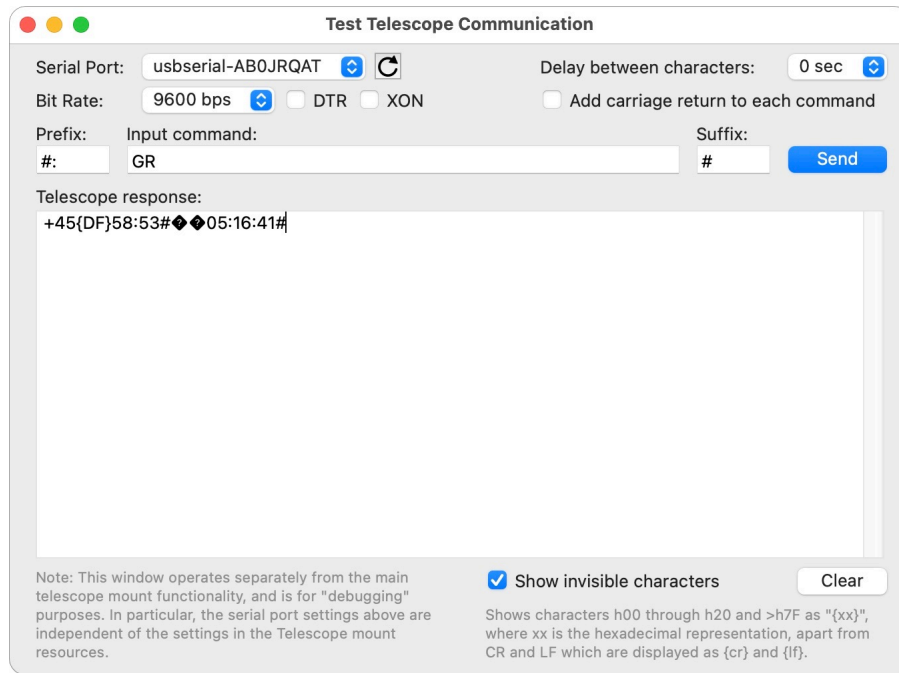 Test Telescope Communication
Serial Port: usbserial-AB0JRQAT Delay between characters: 0 sec
Bit Rate: 9600 bps DTR XON Add carriage return to each command
Prefix: Input command: Suffix:
#: GR # Send
Telescope response:
+45{DF}58:53#��05:16:41#
Note: This window operates separately from the main
telescope mount functionality, and is for "debugging"
purposes. In particular, the serial port settings above are
independent of the settings in the Telescope mount
resources.
Show invisible characters Clear
Shows characters h00 through h20 and >h7F as "{xx}",
where xx is the hexadecimal representation, apart from
CR and LF which are displayed as {cr} and {lf}.